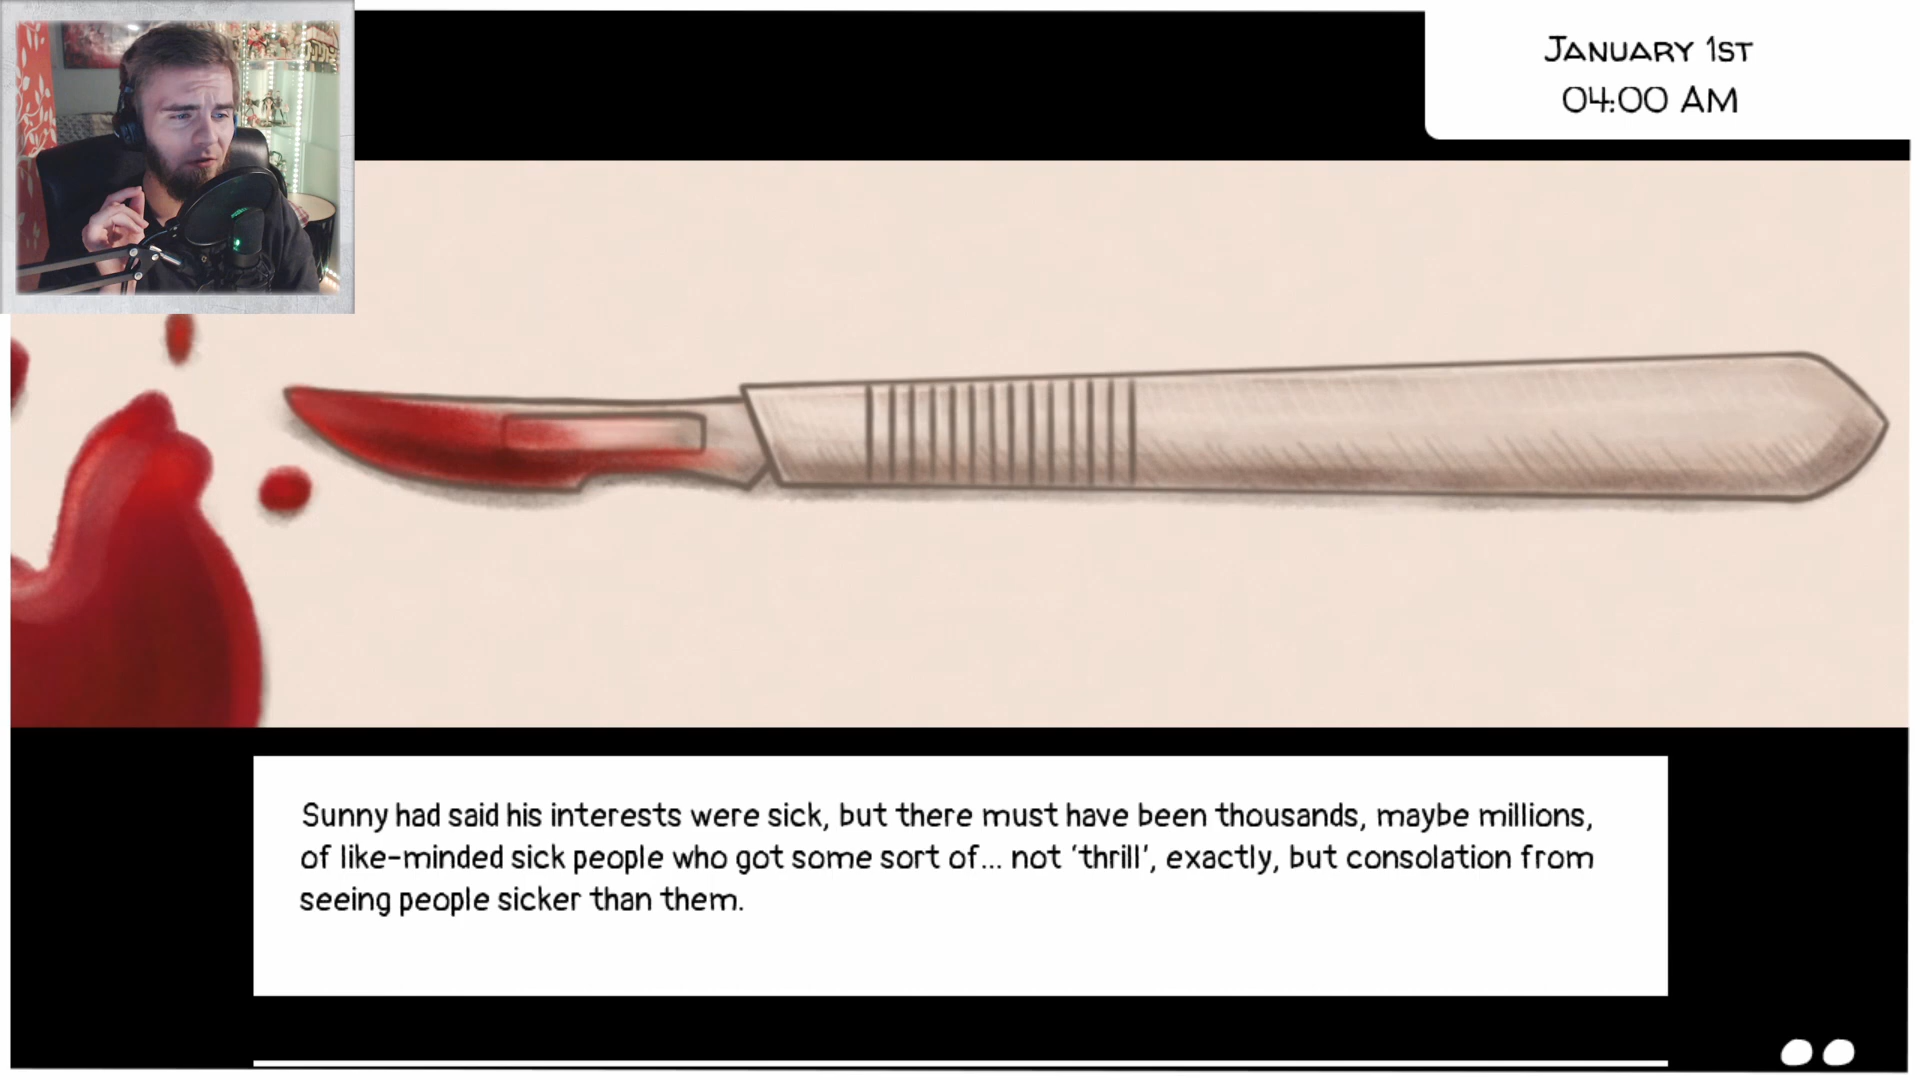 JANUARY 1ST
04:00 AM
Sunny had said his interests were sick, but there must have been thousands, maybe millions,
of like-minded sick people who got some sort of... not ‘thrill’, exactly, but consolation from
seeing people sicker than them.